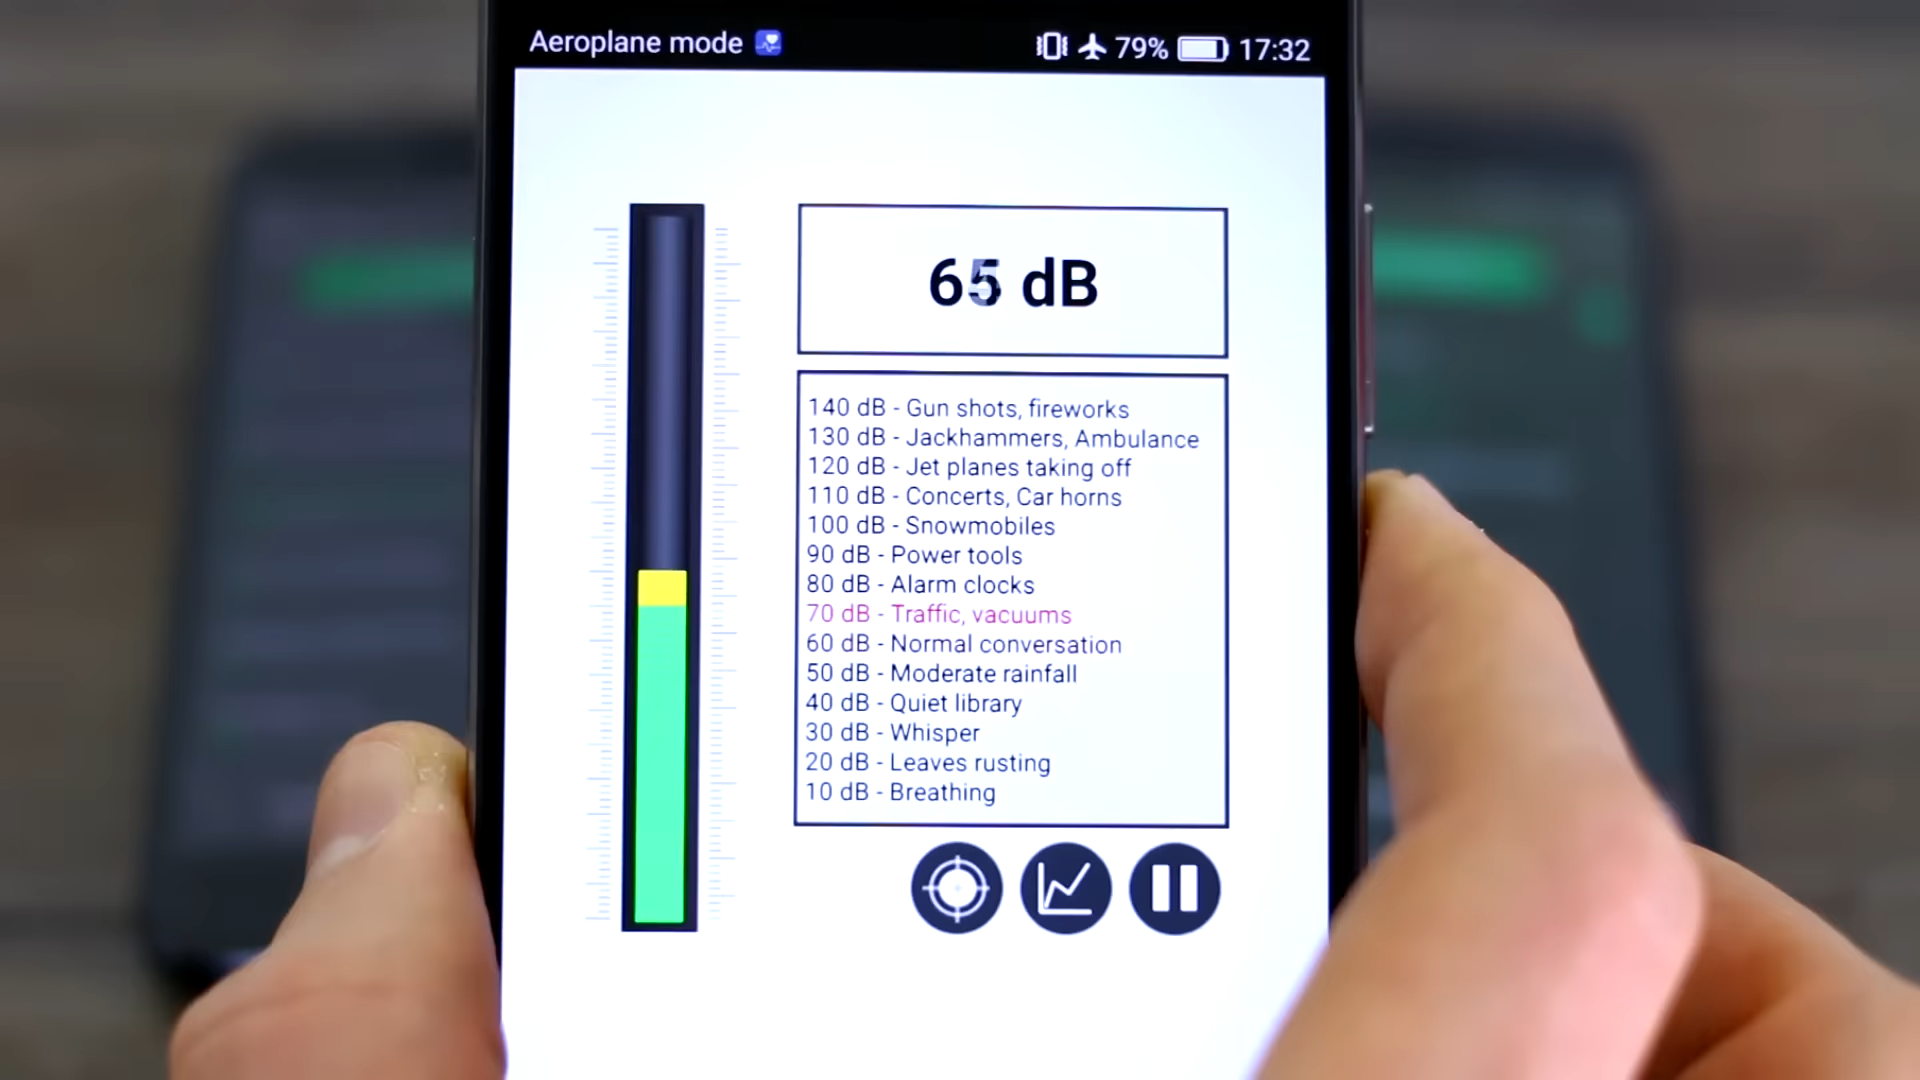 Aeroplane mode
79% 17:32
65 dB
140 dB - Gun shots, fireworks
130 dB - Jackhammers, Ambulance
120 dB - Jet planes taking off
110 dB - Concerts, Car horns
100 dB - Snowmobiles
90 dB - Power tools
80 dB - Alarm clocks
70 dB - Traffic, vacuums
60 dB - Normal conversation
50 dB - Moderate rainfall
40 dB - Quiet library
30 dB - Whisper
20 dB - Leaves rusting
10 dB - Breathing